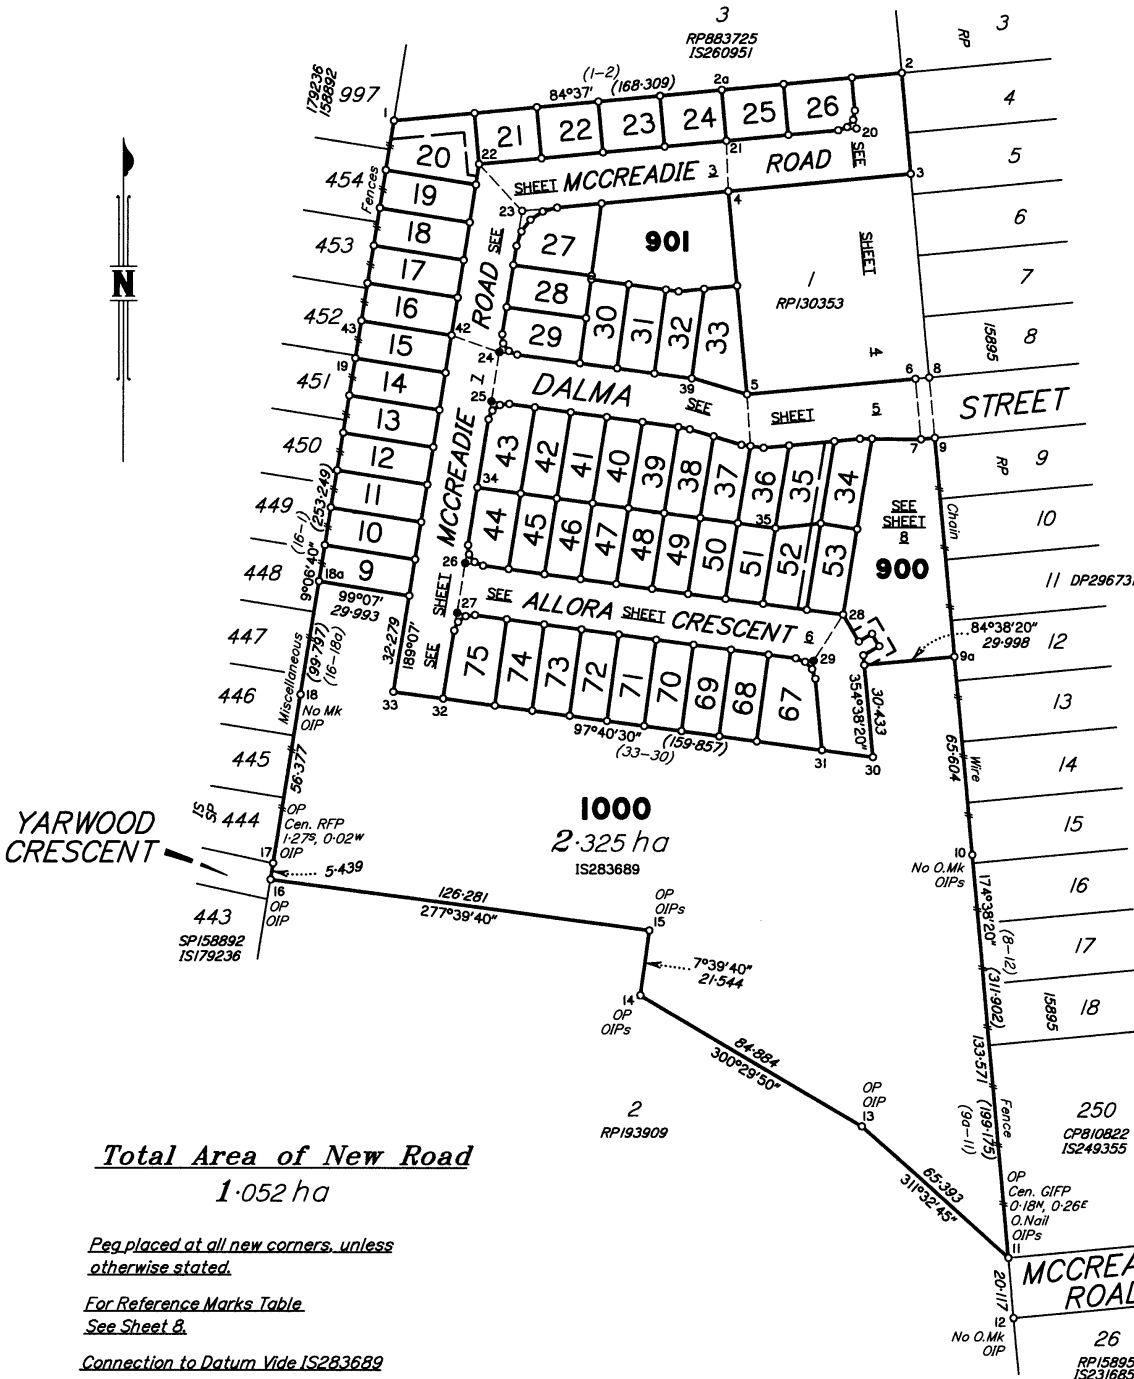 3
RP883725
IS260951
RP
3
2
(1-2)
84°37'
(168·309)
2a
179236
158892
997
1
4
20
21
22
23
24
25
26
20
22
21
SEE
5
Fences
454
19
SHEET
MCCREADIE
3
ROAD
3
4
23
6
453
18
SEE
27
901
SHEET
17
ROAD
28
1
RP130353
7
452
16
43
42
29
30
31
32
33
15895
8
15
24
4
19
451
14
7
25
DALMA
39
SEE
5
6
8
SHEET
5
STREET
13
450
12
MCCREADIE
43
42
41
40
39
38
37
36
35
34
7
9
RP
9
(253·249)
(16-1)
449
11
34
35
SEE
SHEET
8
Chain
10
10
44
45
46
47
48
49
50
51
52
53
900
9°06'40"
448
18a
9
26
11
DP29673
99°07'
29·993
SHEET
27
SEE
ALLORA
SHEET
CRESCENT
6
28
84°38'20"
29·998
12
447
32·279
189°07'
SEE
75
74
73
72
71
70
69
68
67
29
9a
(99·797)
(16-18a)
Miscellaneous
446
18
No Mk
OIP
33
32
354°38'20"
30·433
13
97°40'30"
(159·857)
(33-30)
31
30
65·604
Wire
14
445
56·377
IS
SP
444
OP
Cen. RFP
1·27S, 0·02W
OIP
1000
2·325 ha
IS283689
15
YARWOOD
CRESCENT
17
5·439
10
No O.Mk
OIPs
16
16
OP
OIP
126·281
277°39'40"
OP
OIPs
15
174°38'20"
(8-12)
(311·902)
443
SP158892
IS179236
17
7°39'40"
21·544
14
OP
OIPs
15895
18
84·884
300°29'50"
133·571
OP
OIP
13
Fence
(199·175)
(9a-11)
2
RP193909
250
CP810822
IS249355
Total Area of New Road
1·052 ha
65·393
311°32'45"
OP
Cen. GIFP
0·18N, 0·26E
O.Nail
OIPs
11
Peg placed at all new corners, unless
otherwise stated.
MCCREA
ROAD
20·117
For Reference Marks Table
See Sheet 8.
12
No O.Mk
OIP
26
RP15895
IS231685
Connection to Datum Vide IS283689
N